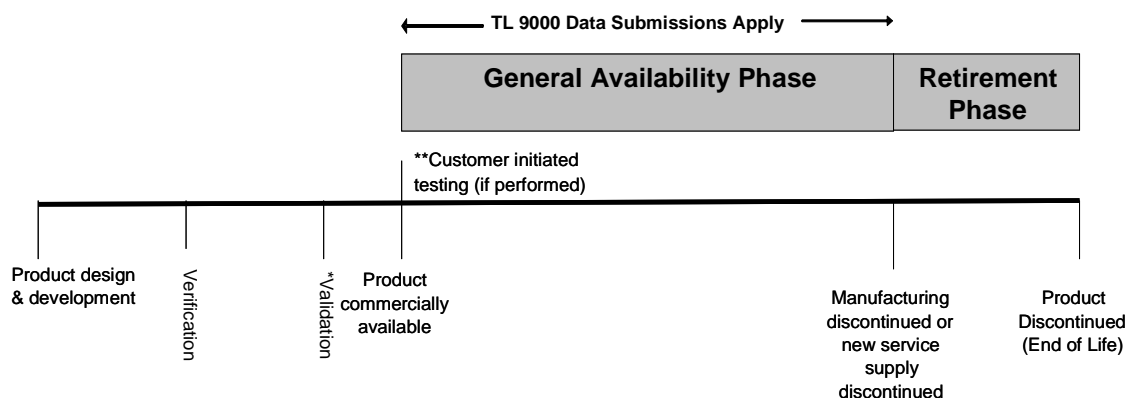 TL 9000 Data Submissions Apply
General Availability Phase
Retirement
Phase
**Customer initiated
testing (if performed)
Product design
& development
Verification
*Validation
Product
commercially
available
Manufacturing
discontinued or
new service
supply
discontinued
Product
Discontinued
(End of Life)